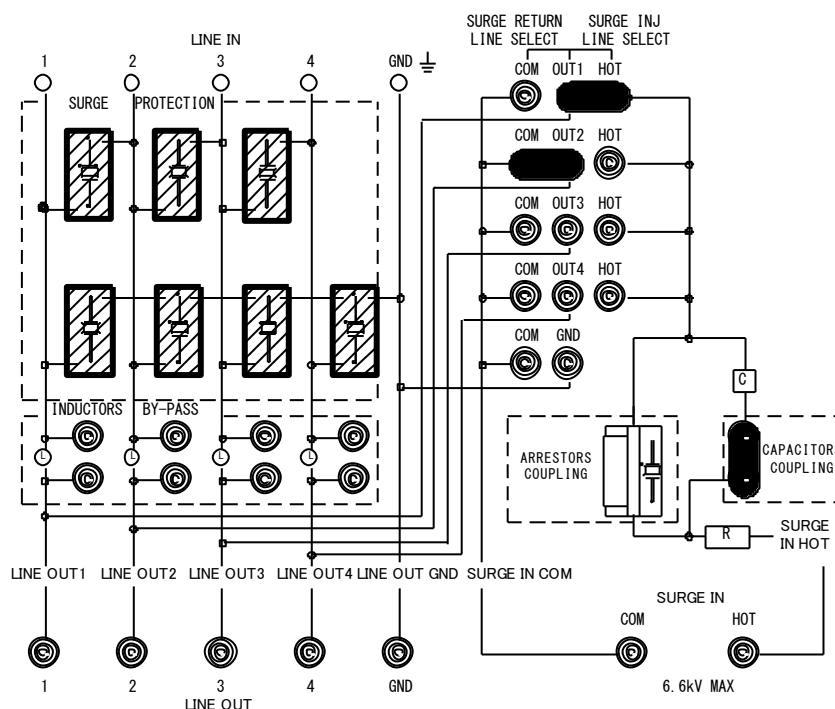 SURGE RETURN
LINE SELECT
SURGE INJ
LINE SELECT
LINE IN
1 2 3 4 GND
COM OUT1 HOT
SURGE PROTECTION
COM OUT2 HOT
COM OUT3 HOT
COM OUT4 HOT
COM GND
C
INDUCTORS BY-PASS
L L L L
ARRESTORS
COUPLING
CAPACITORS
COUPLING
R
SURGE
IN HOT
LINE OUT1 LINE OUT2 LINE OUT3 LINE OUT4 LINE OUT GND SURGE IN COM
SURGE IN
COM HOT
1 2 3 4 GND
6.6kV MAX
LINE OUT